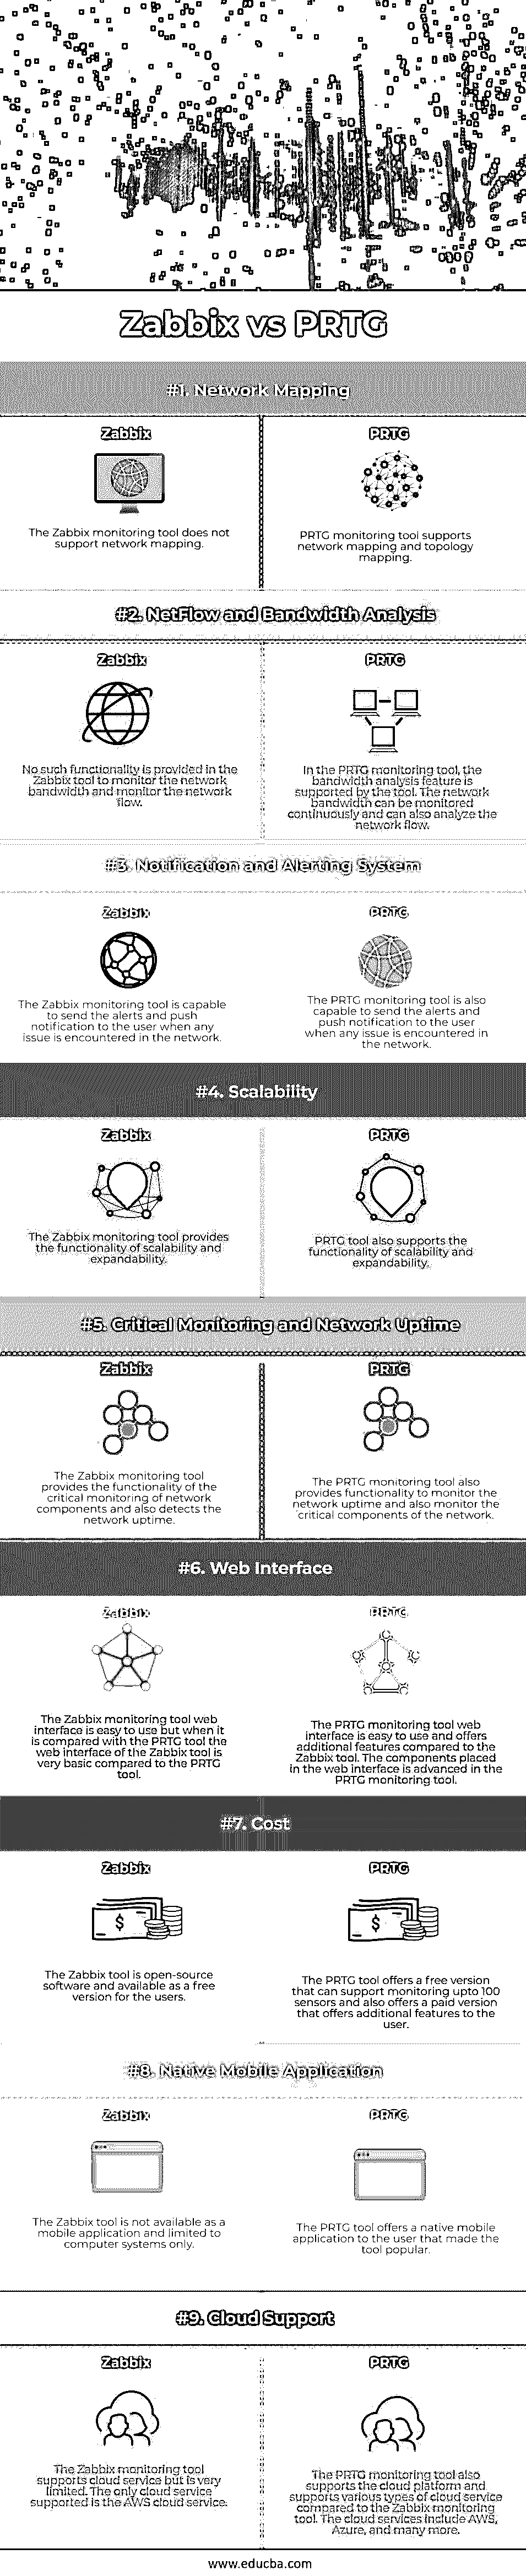 Zabbix vs PRTG
#1. Network Mapping
Zabbix
The Zabbix monitoring tool does not
support network mapping.
PRTG
PRTG monitoring tool supports
network mapping and topology
mapping.
#2. NetFlow and Bandwidth Analysis
Zabbix
No such functionality is provided in the
Zabbix tool to monitor the network
bandwidth and monitor the network
flow.
PRTG
In the PRTG monitoring tool, the
bandwidth analysis feature is
supported by the tool. The network
bandwidth can be monitored
continuously and can also analyze the
network flow.
#3. Notification and Alerting System
Zabbix
The Zabbix monitoring tool is capable
to send the alerts and push
notification to the user when any
issue is encountered in the network.
PRTG
The PRTG monitoring tool is also
capable to send the alerts and
push notification to the user
when any issue is encountered in
the network.
#4. Scalability
Zabbix
The Zabbix monitoring tool provides
the functionality of scalability and
expandability.
PRTG
PRTG tool also supports the
functionality of scalability and
expandability.
#5. Critical Monitoring and Network Uptime
Zabbix
The Zabbix monitoring tool
provides the functionality of the
critical monitoring of network
components and also detects the
network uptime.
PRTG
The PRTG monitoring tool also
provides functionality to monitor the
network uptime and also monitor the
critical components of the network.
#6. Web Interface
Zabbix
The Zabbix monitoring tool web
interface is easy to use but when it
is compared with the PRTG tool the
web interface of the Zabbix tool is
very basic compared to the PRTG
tool.
PRTG
The PRTG monitoring tool web
interface is easy to use and offers
additional features compared to the
Zabbix tool. The components placed
in the web interface is advanced in the
PRTG monitoring tool.
#7. Cost
Zabbix
The Zabbix tool is open-source
software and available as a free
version for the users.
PRTG
The PRTG tool offers a free version
that can support monitoring upto 100
sensors and also offers a paid version
that offers additional features to the
user.
#8. Native Mobile Application
Zabbix
The Zabbix tool is not available as a
mobile application and limited to
computer systems only.
PRTG
The PRTG tool offers a native mobile
application to the user that made the
tool popular.
#9. Cloud Support
Zabbix
The Zabbix monitoring tool
supports cloud service but is very
limited. The only cloud service
supported is the AWS cloud service.
PRTG
The PRTG monitoring tool also
supports the cloud platform and
supports various types of cloud service
compared to the Zabbix monitoring
tool. The cloud services include AWS,
Azure, and many more.
www.educba.com